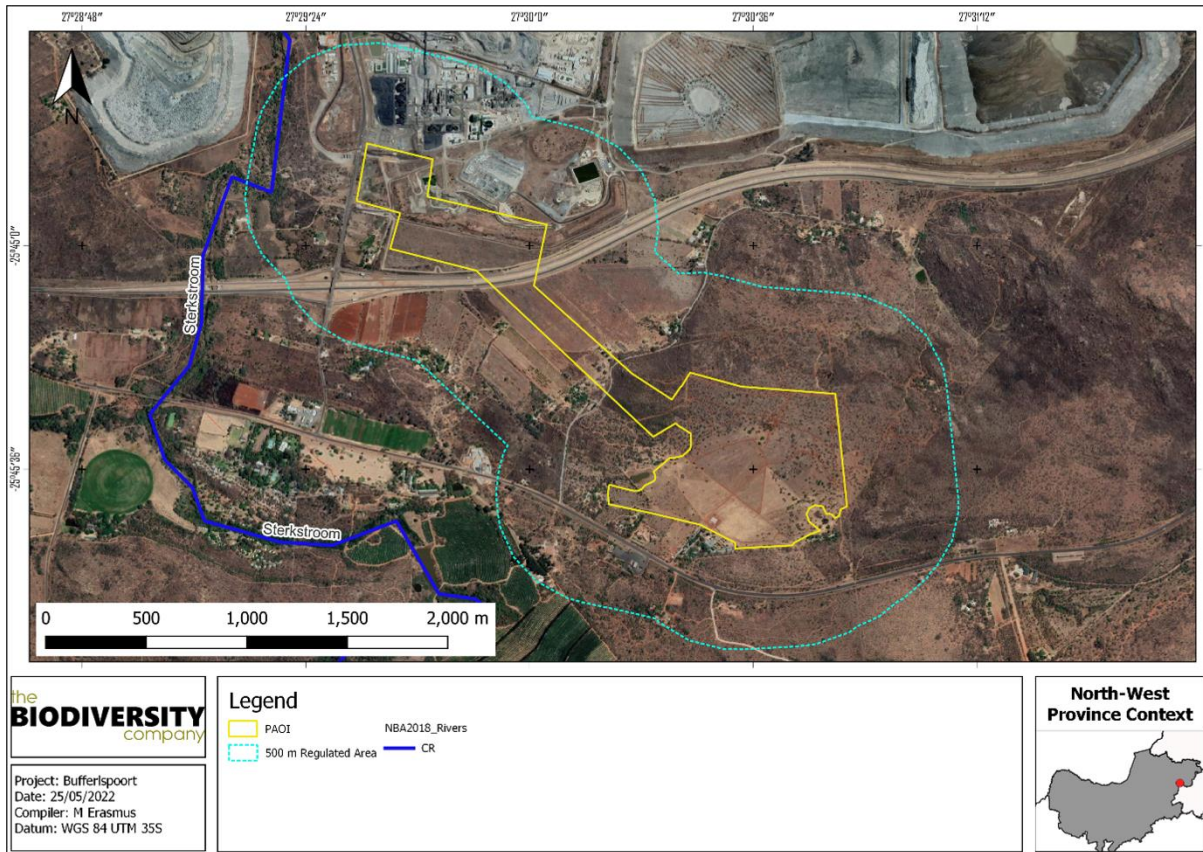 27°28'48" 27°29'24" 27°30'0" 27°30'36" 27°31'12"
N
-25°45'0"
-25°45'36"
Sterkstroom
Sterkstroom
0 500 1,000 1,500 2,000 m
the
BIODIVERSITY
company
Project: Bufferlspoort
Date: 25/05/2022
Compiler: M Erasmus
Datum: WGS 84 UTM 35S
Legend
PAOI
500 m Regulated Area
NBA2018_Rivers
CR
North-West
Province Context